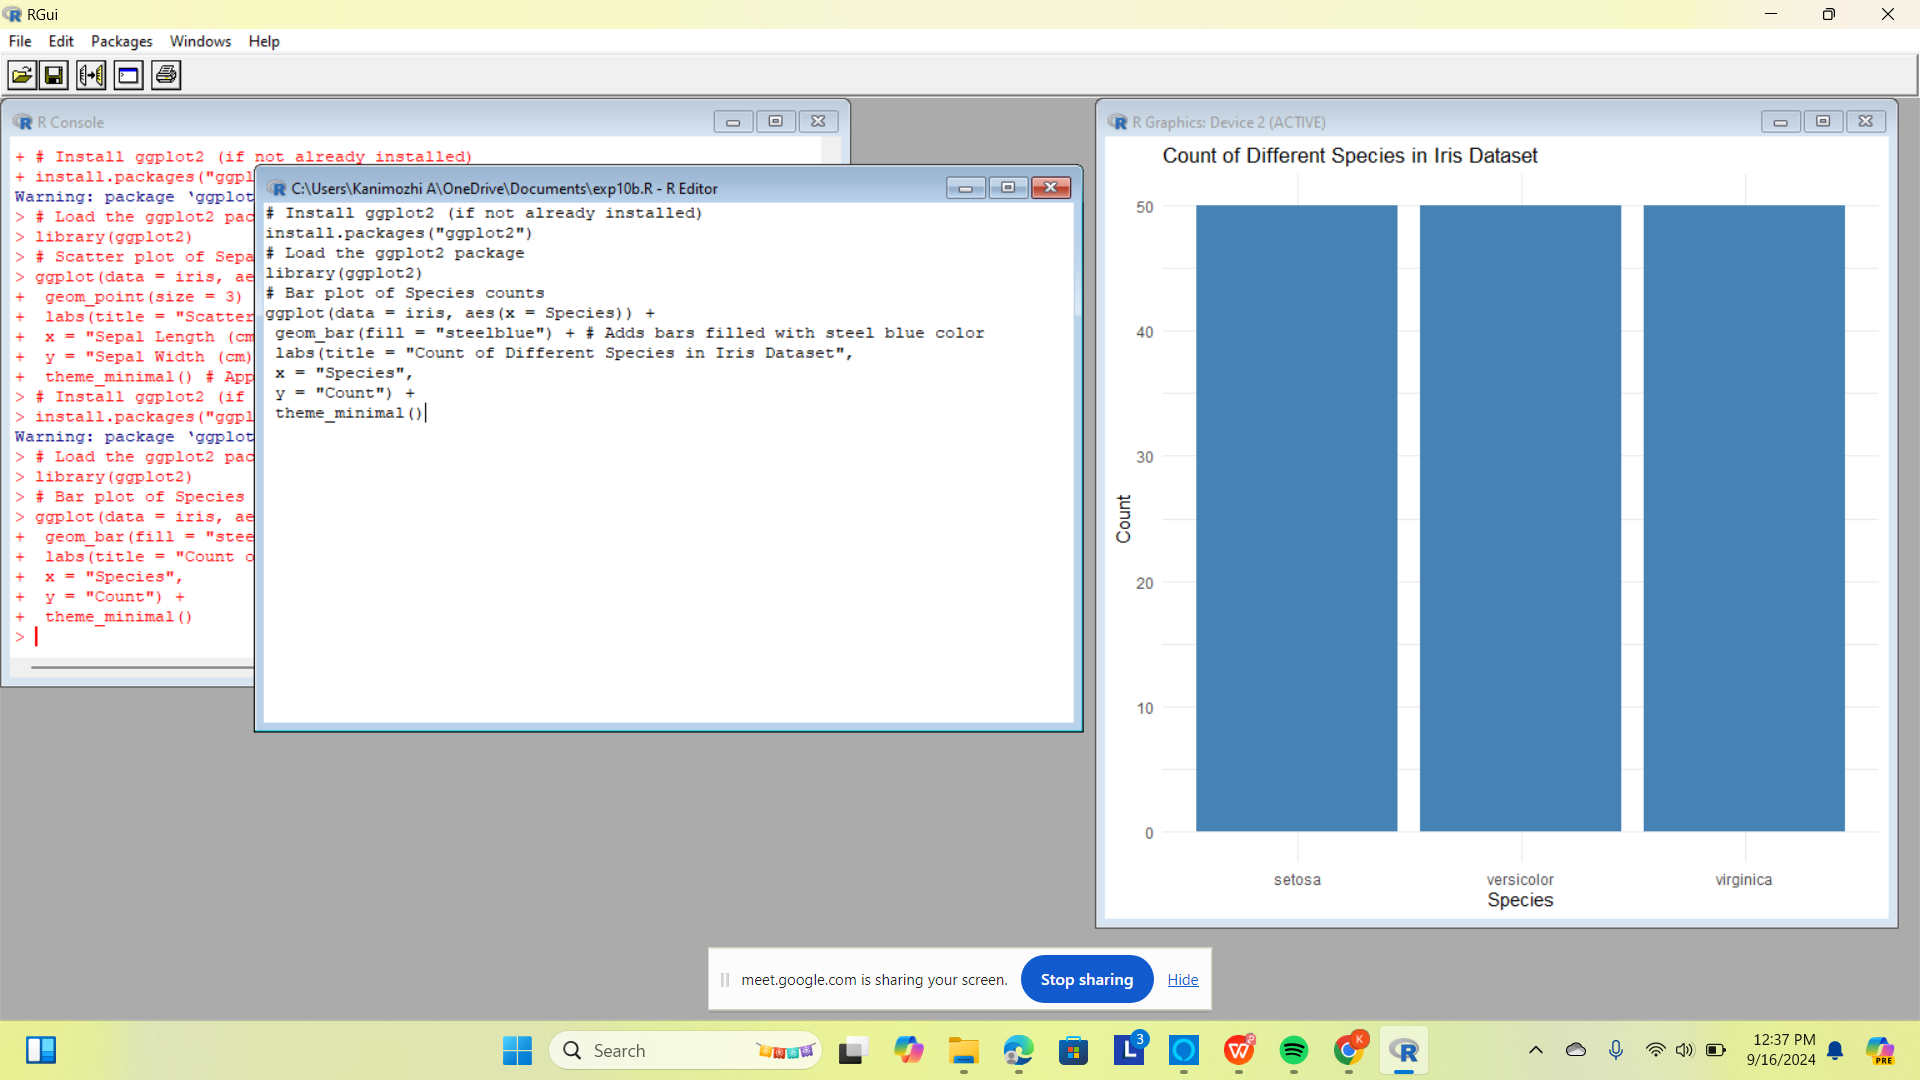 RGui
File Edit Packages Windows Help
R Console
+ # Install ggplot2 (if not already installed)
+ install.packages("ggpl
Warning: package ‘ggplot
> # Load the ggplot2 pac
> library(ggplot2)
> # Scatter plot of Sepa
> ggplot(data = iris, ae
+  geom_point(size = 3)
+  labs(title = "Scatter
+  x = "Sepal Length (cm
+  y = "Sepal Width (cm)
+  theme_minimal() # App
> # Install ggplot2 (if
> install.packages("ggpl
Warning: package ‘ggplot
> # Load the ggplot2 pac
> library(ggplot2)
> # Bar plot of Species
> ggplot(data = iris, ae
+  geom_bar(fill = "stee
+  labs(title = "Count o
+  x = "Species",
+  y = "Count") +
+  theme_minimal()
>
C:\Users\Kanimozhi A\OneDrive\Documents\exp10b.R - R Editor
# Install ggplot2 (if not already installed)
install.packages("ggplot2")
# Load the ggplot2 package
library(ggplot2)
# Bar plot of Species counts
ggplot(data = iris, aes(x = Species)) +
 geom_bar(fill = "steelblue") + # Adds bars filled with steel blue color
 labs(title = "Count of Different Species in Iris Dataset",
 x = "Species",
 y = "Count") +
 theme_minimal()
R Graphics: Device 2 (ACTIVE)
Count of Different Species in Iris Dataset
50
40
30
20
10
0
Count
setosa versicolor virginica
Species
meet.google.com is sharing your screen. Stop sharing Hide
Search
L 3
W 2
K
R
PRE
12:37 PM
9/16/2024